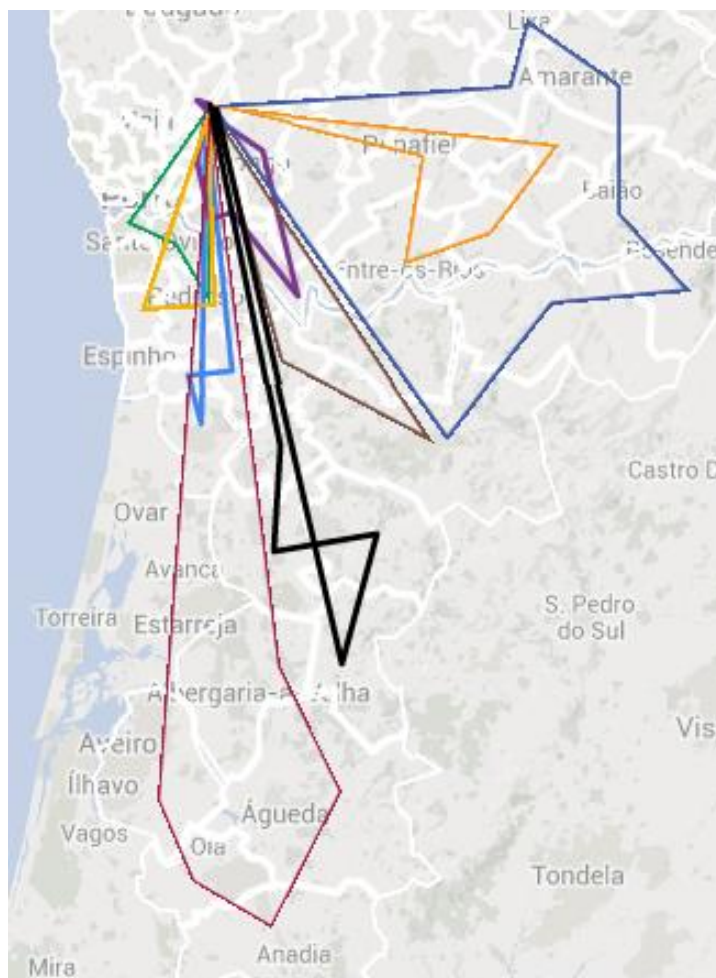 Lixa
Amarante
Penafiel
Baião
Resende
Entre-os-Rios
Pedroso
Espinho
Castro D
Ovar
Avanca
S. Pedro
do Sul
Torreira
Estarreja
Albergaria-a-Velha
Vis
Aveiro
Ílhavo
Águeda
Vagos
Oia
Tondela
Anadia
Mira